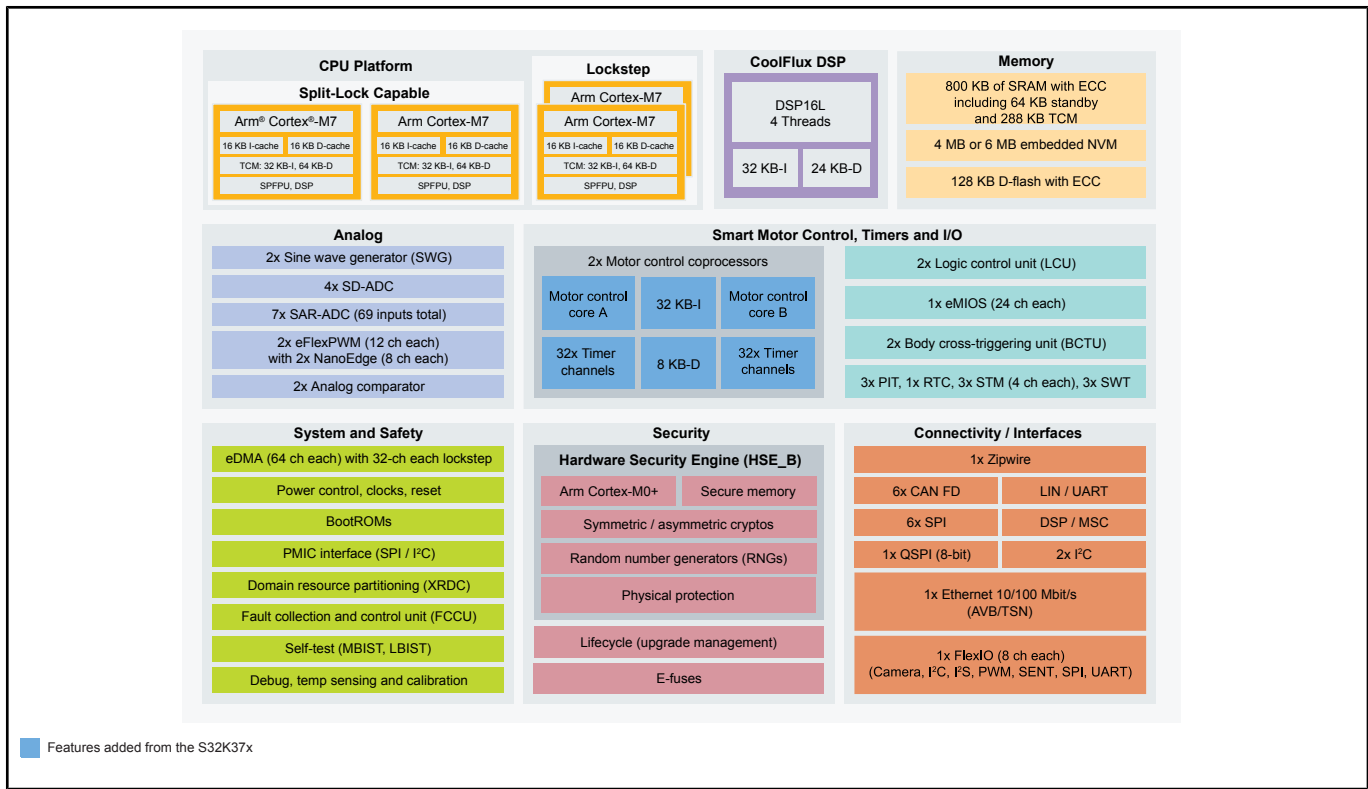 CPU Platform
Split-Lock Capable
Arm® Cortex®-M7
16 KB I-cache
16 KB D-cache
TCM: 32 KB-I, 64 KB-D
SPFPU, DSP
Arm Cortex-M7
16 KB I-cache
16 KB D-cache
TCM: 32 KB-I, 64 KB-D
SPFPU, DSP
Lockstep
Arm Cortex-M7
Arm Cortex-M7
16 KB I-cache
16 KB D-cache
TCM: 32 KB-I, 64 KB-D
SPFPU, DSP
CoolFlux DSP
DSP16L
4 Threads
32 KB-I
24 KB-D
Memory
800 KB of SRAM with ECC
including 64 KB standby
and 288 KB TCM
4 MB or 6 MB embedded NVM
128 KB D-flash with ECC
Analog
2x Sine wave generator (SWG)
4x SD-ADC
7x SAR-ADC (69 inputs total)
2x eFlexPWM (12 ch each)
with 2x NanoEdge (8 ch each)
2x Analog comparator
Smart Motor Control, Timers and I/O
2x Motor control coprocessors
Motor control
core A
32 KB-I
Motor control
core B
32x Timer
channels
8 KB-D
32x Timer
channels
2x Logic control unit (LCU)
1x eMIOS (24 ch each)
2x Body cross-triggering unit (BCTU)
3x PIT, 1x RTC, 3x STM (4 ch each), 3x SWT
System and Safety
eDMA (64 ch each) with 32-ch each lockstep
Power control, clocks, reset
BootROMs
PMIC interface (SPI / I²C)
Domain resource partitioning (XRDC)
Fault collection and control unit (FCCU)
Self-test (MBIST, LBIST)
Debug, temp sensing and calibration
Security
Hardware Security Engine (HSE_B)
Arm Cortex-M0+
Secure memory
Symmetric / asymmetric cryptos
Random number generators (RNGs)
Physical protection
Lifecycle (upgrade management)
E-fuses
Connectivity / Interfaces
1x Zipwire
6x CAN FD
LIN / UART
6x SPI
DSP / MSC
1x QSPI (8-bit)
2x I²C
1x Ethernet 10/100 Mbit/s
(AVB/TSN)
1x FlexIO (8 ch each)
(Camera, I²C, I²S, PWM, SENT, SPI, UART)
Features added from the S32K37x